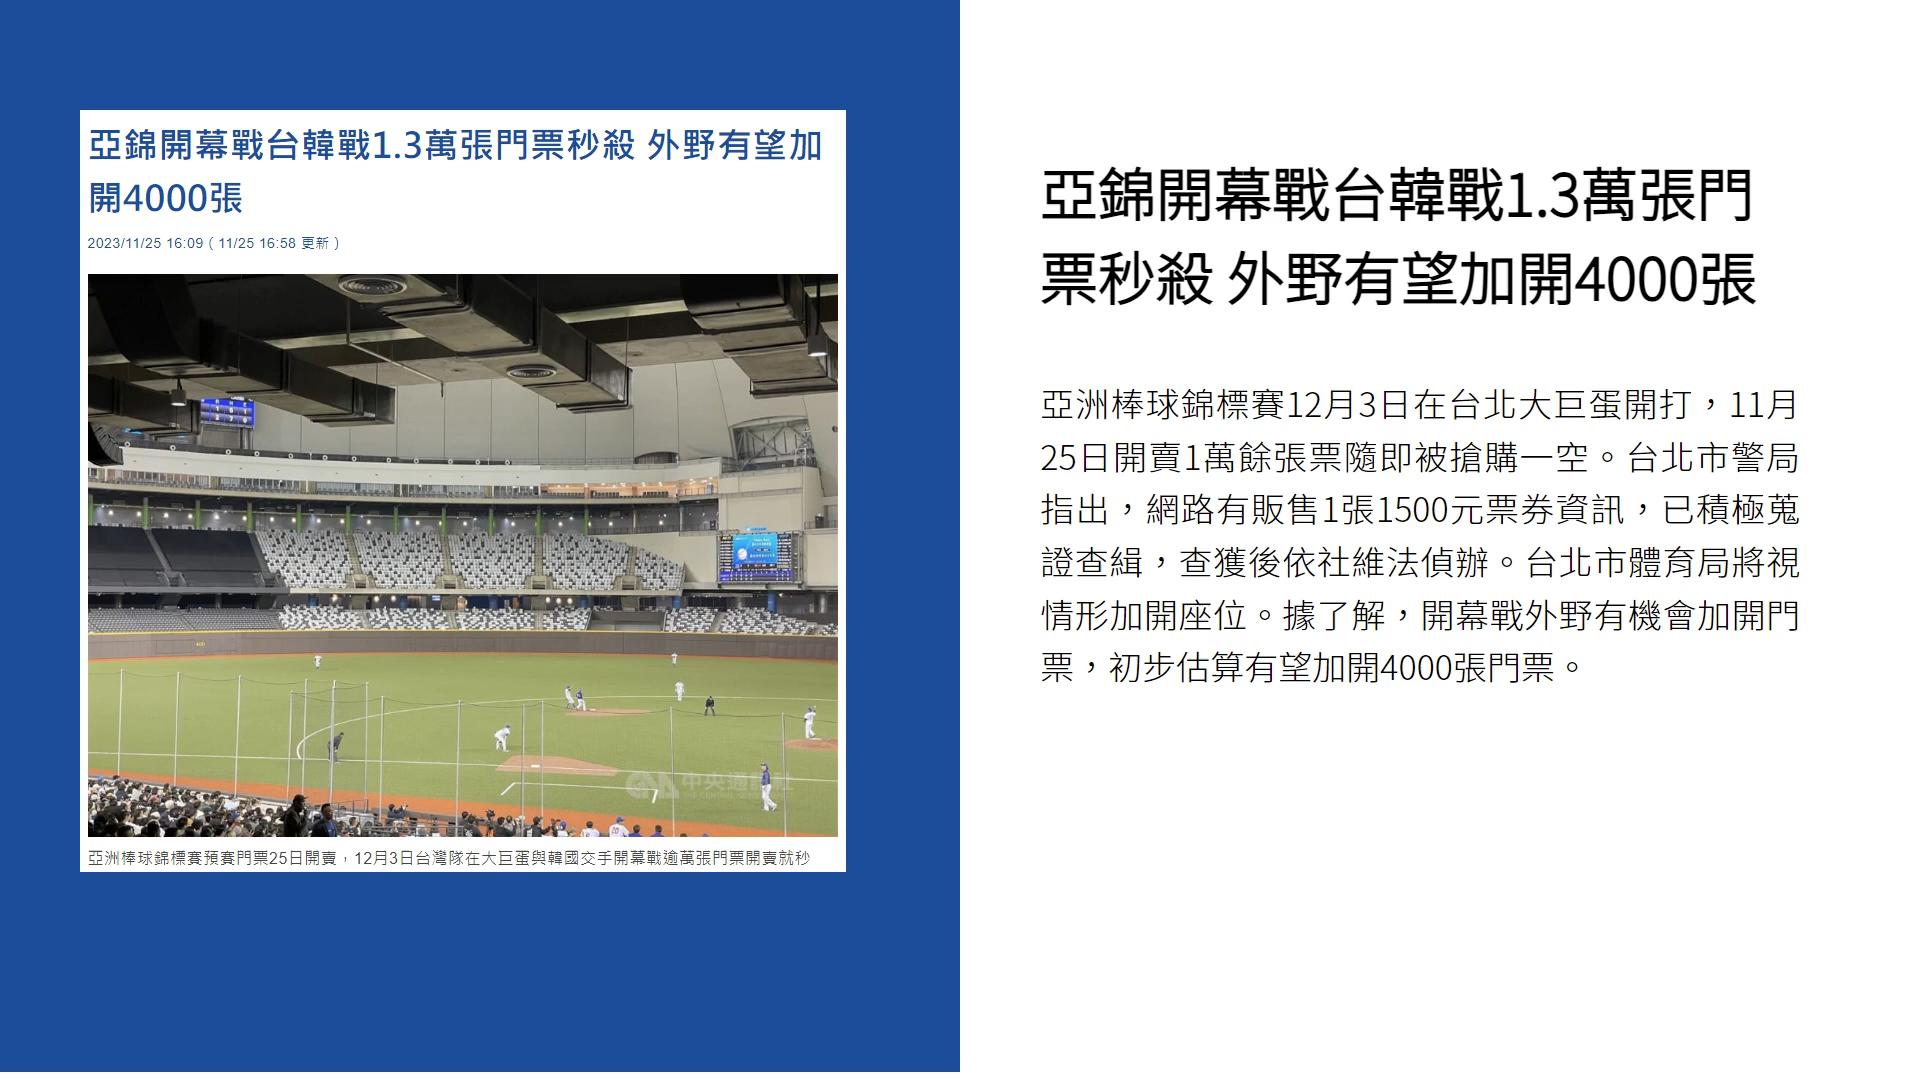 亞錦開幕戰台韓戰1.3萬張門票秒殺 外野有望加
開4000張
2023/11/25 16:09（11/25 16:58 更新）
中央通訊社
亞洲棒球錦標賽預賽門票25日開賣，12月3日台灣隊在大巨蛋與韓國交手開幕戰逾萬張門票開賣就秒
亞錦開幕戰台韓戰1.3萬張門
票秒殺 外野有望加開4000張
亞洲棒球錦標賽12月3日在台北大巨蛋開打，11月
25日開賣1萬餘張票隨即被搶購一空。台北市警局
指出，網路有販售1張1500元票券資訊，已積極蒐
證查緝，查獲後依社維法偵辦。台北市體育局將視
情形加開座位。據了解，開幕戰外野有機會加開門
票，初步估算有望加開4000張門票。